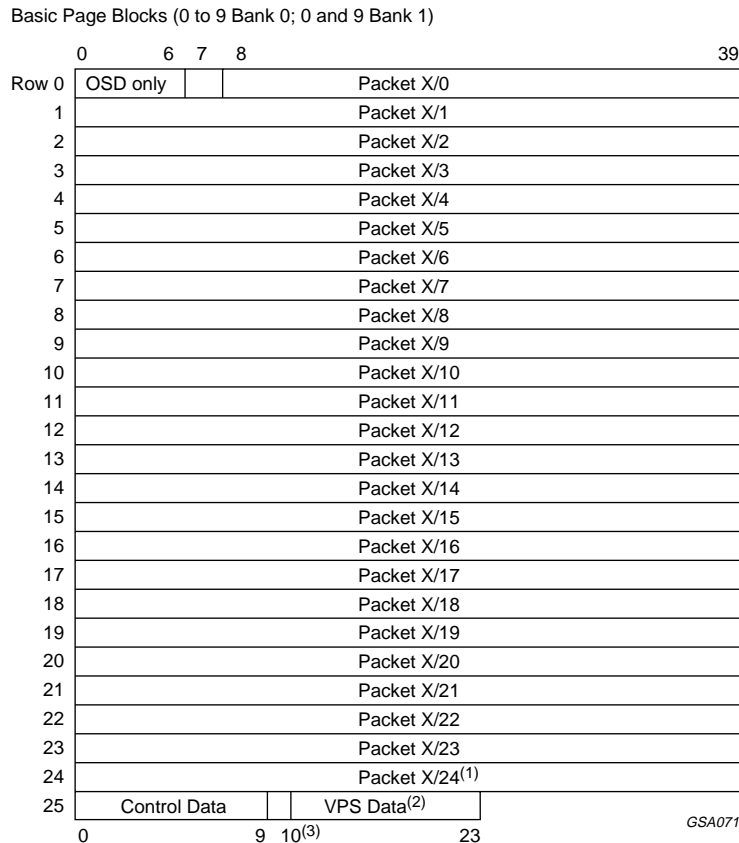 Basic Page Blocks (0 to 9 Bank 0; 0 and 9 Bank 1)
0 6 7 8 39
Row 0 OSD only Packet X/0
1 Packet X/1
2 Packet X/2
3 Packet X/3
4 Packet X/4
5 Packet X/5
6 Packet X/6
7 Packet X/7
8 Packet X/8
9 Packet X/9
10 Packet X/10
11 Packet X/11
12 Packet X/12
13 Packet X/13
14 Packet X/14
15 Packet X/15
16 Packet X/16
17 Packet X/17
18 Packet X/18
19 Packet X/19
20 Packet X/20
21 Packet X/21
22 Packet X/22
23 Packet X/23
24 Packet X/24(1)
25 Control Data VPS Data(2)
0 9 10(3) 23
GSA071